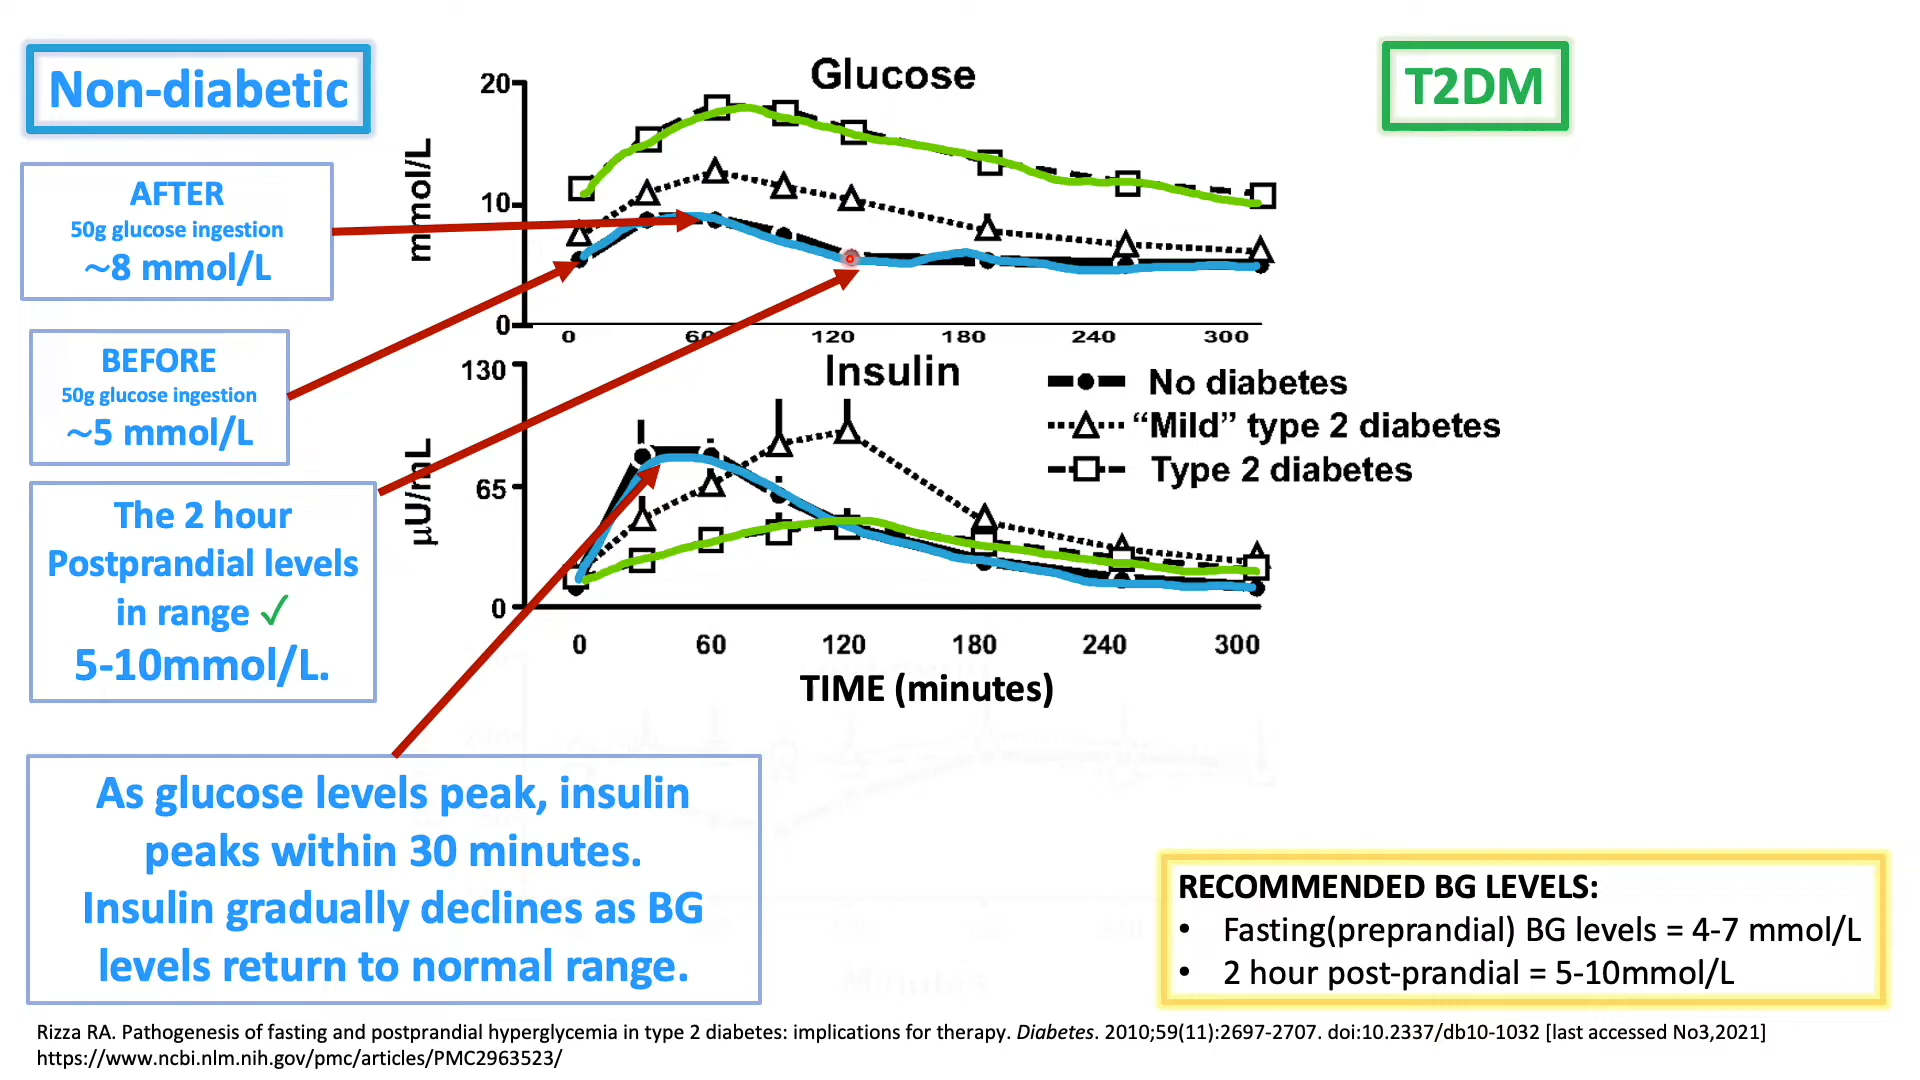 Non-diabetic
T2DM
AFTER
50g glucose ingestion
~8 mmol/L
BEFORE
50g glucose ingestion
~5 mmol/L
The 2 hour
Postprandial levels
in range ✓
5-10mmol/L.
As glucose levels peak, insulin
peaks within 30 minutes.
Insulin gradually declines as BG
levels return to normal range.
Glucose
mmol/L
20
10
0
0 60 120 180 240 300
Insulin
µU/mL
130
65
0
0 60 120 180 240 300
TIME (minutes)
No diabetes
“Mild” type 2 diabetes
Type 2 diabetes
Minutes
RECOMMENDED BG LEVELS:
• Fasting(preprandial) BG levels = 4-7 mmol/L
• 2 hour post-prandial = 5-10mmol/L
Rizza RA. Pathogenesis of fasting and postprandial hyperglycemia in type 2 diabetes: implications for therapy. Diabetes. 2010;59(11):2697-2707. doi:10.2337/db10-1032 [last accessed No3,2021]
https://www.ncbi.nlm.nih.gov/pmc/articles/PMC2963523/